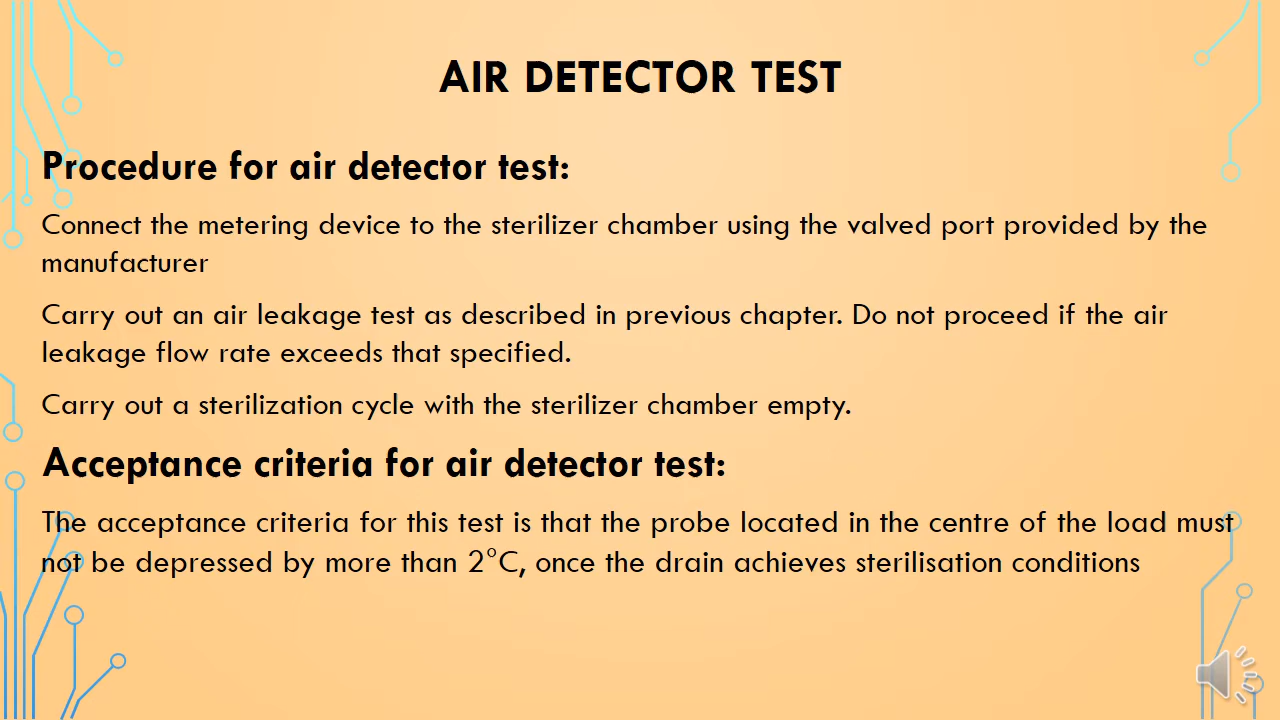 AIR DETECTOR TEST
Procedure for air detector test:
Connect the metering device to the sterilizer chamber using the valved port provided by the
manufacturer
Carry out an air leakage test as described in previous chapter. Do not proceed if the air
leakage flow rate exceeds that specified.
Carry out a sterilization cycle with the sterilizer chamber empty.
Acceptance criteria for air detector test:
The acceptance criteria for this test is that the probe located in the centre of the load must
not be depressed by more than 2°C, once the drain achieves sterilisation conditions